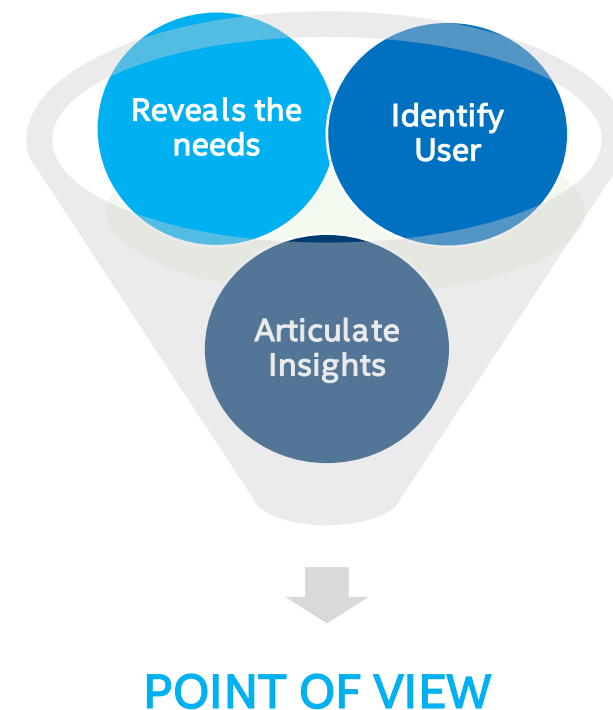 Reveals the
needs
Identify
User
Articulate
Insights
POINT OF VIEW